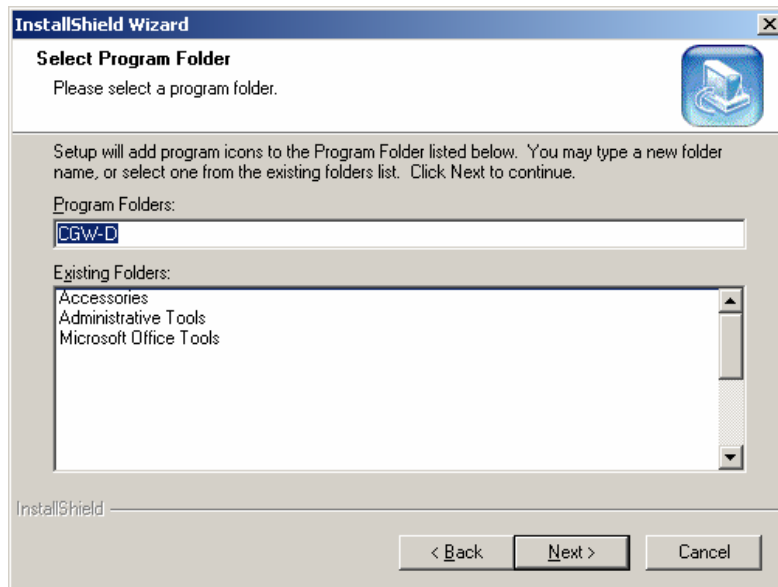 InstallShield Wizard
Select Program Folder
Please select a program folder.
Setup will add program icons to the Program Folder listed below. You may type a new folder
name, or select one from the existing folders list. Click Next to continue.
Program Folders:
CGW-D
Existing Folders:
Accessories
Administrative Tools
Microsoft Office Tools
InstallShield
< Back
Next >
Cancel